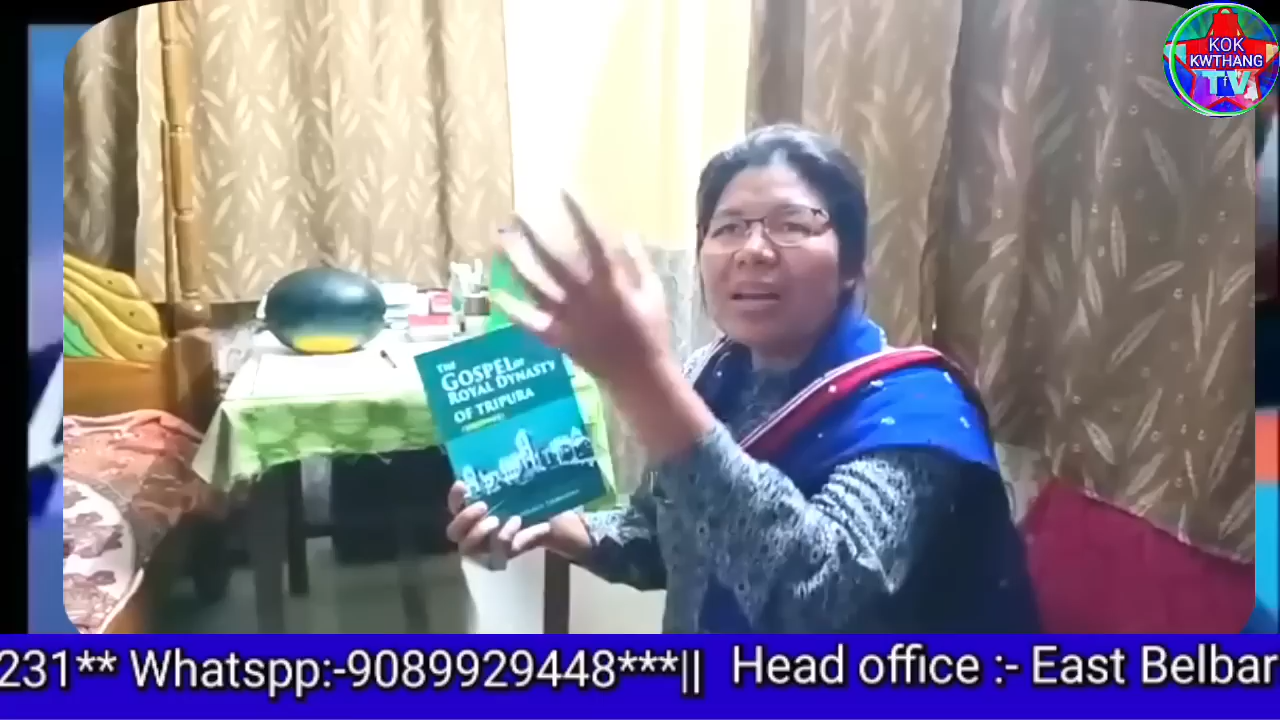 KOK
KWTHANG
TV
THE
GOSPEL OF
ROYAL DYNASTY
OF TRIPURA
231** Whatspp:-9089929448***|| Head office :- East Belbar